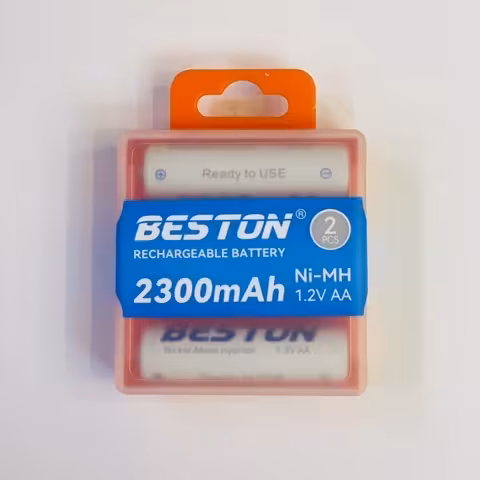 Ready to USE
BESTON®
2
PCS
RECHARGEABLE BATTERY
2300mAh
Ni-MH
1.2V AA
BESTON
1.2V AA